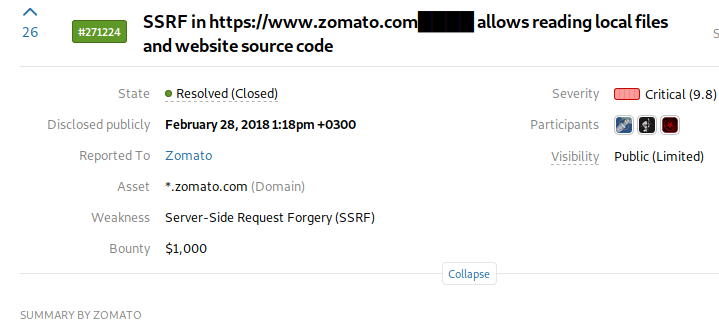 26
#271224
SSRF in https://www.zomato.com████ allows reading local files
and website source code
S
State
Resolved (Closed)
Severity
Critical (9.8)
Disclosed publicly
February 28, 2018 1:18pm +0300
Participants
Reported To
Zomato
Visibility
Public (Limited)
Asset
*.zomato.com (Domain)
Weakness
Server-Side Request Forgery (SSRF)
Bounty
$1,000
Collapse
SUMMARY BY ZOMATO